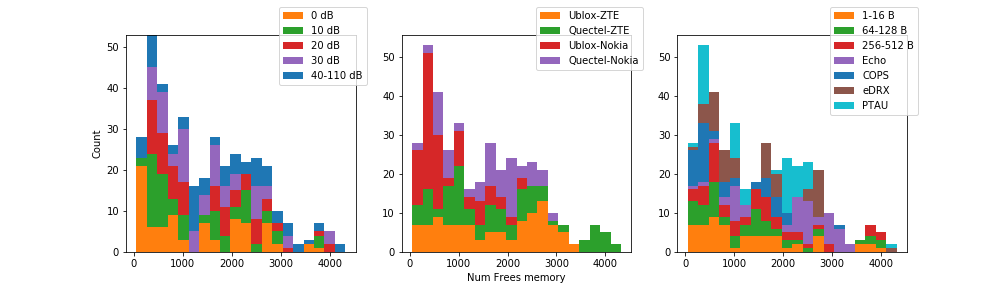 0 dB
10 dB
20 dB
30 dB
40-110 dB
Count
50
40
30
20
10
0
0 1000 2000 3000 4000
Ublox-ZTE
Quectel-ZTE
Ublox-Nokia
Quectel-Nokia
50
40
30
20
10
0
0 1000 2000 3000 4000
Num Frees memory
1-16 B
64-128 B
256-512 B
Echo
COPS
eDRX
PTAU
50
40
30
20
10
0
0 1000 2000 3000 4000